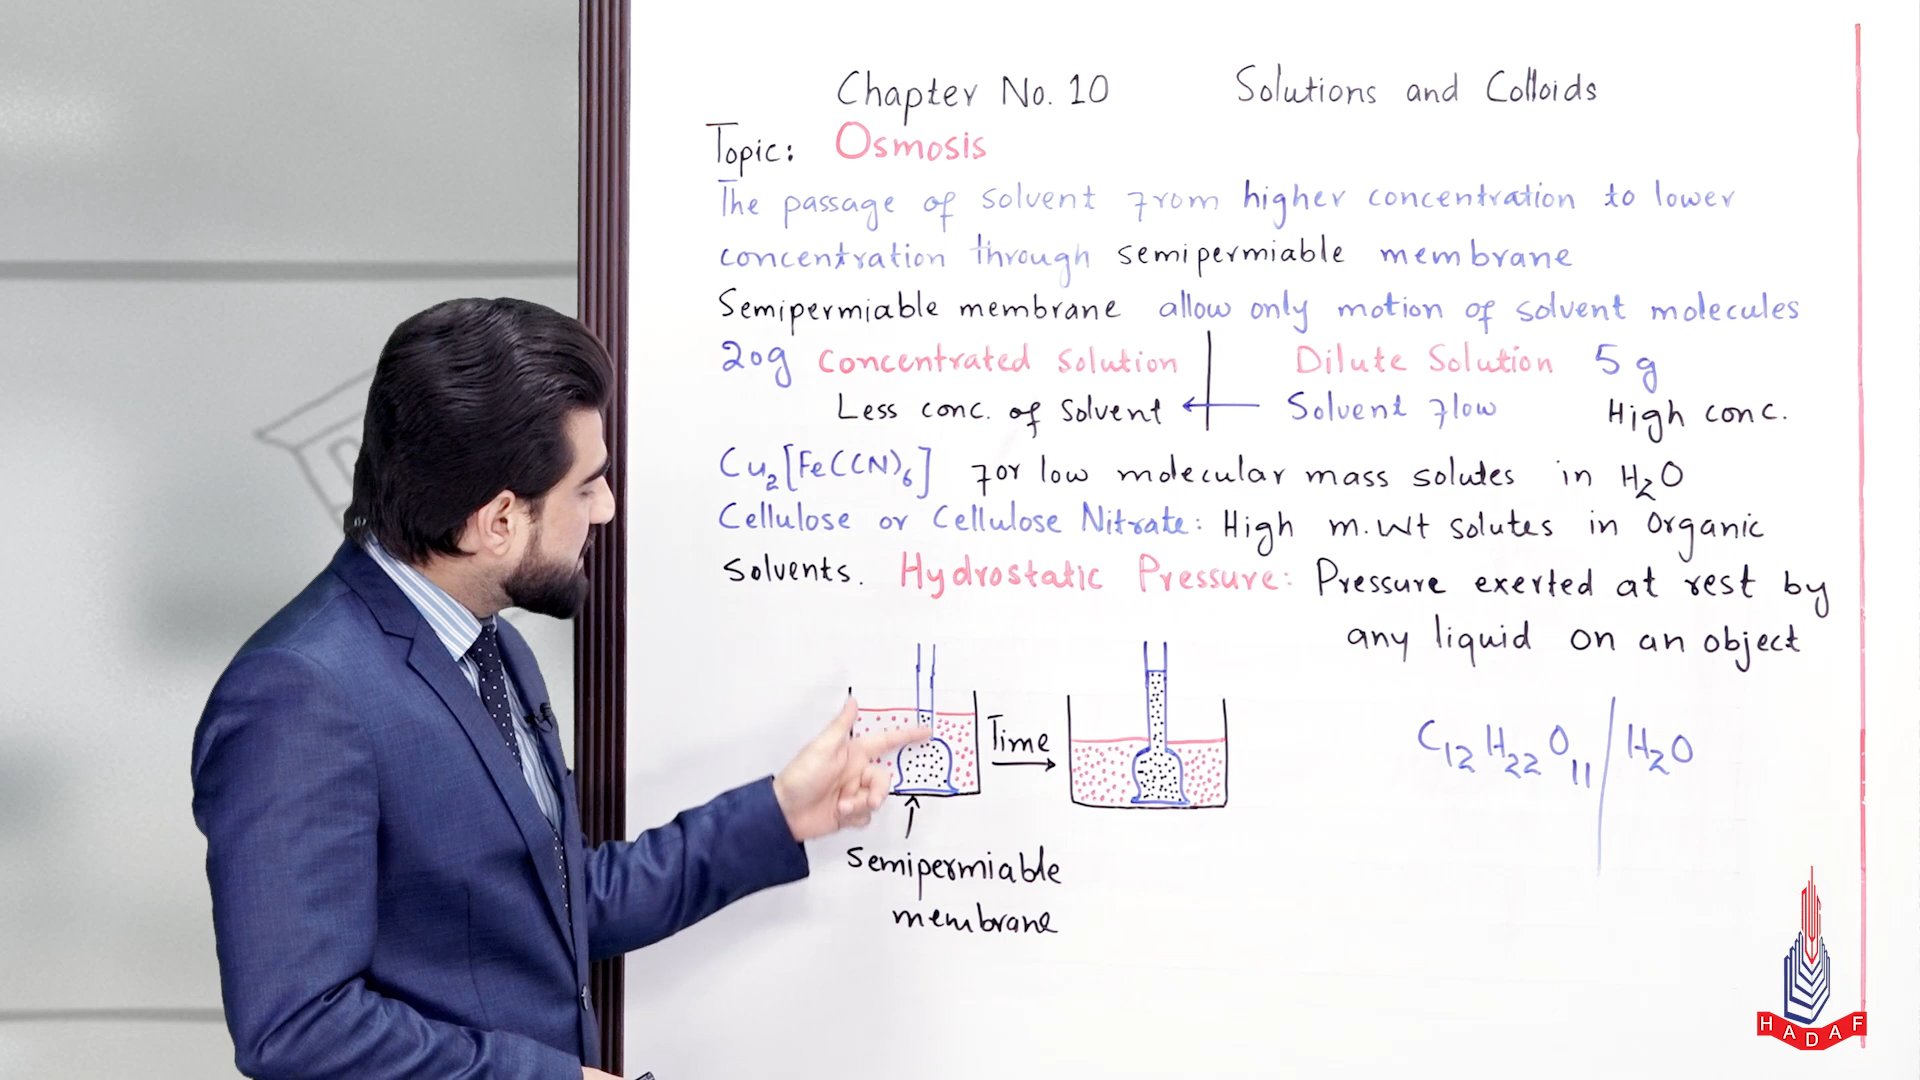 Chapter No. 10 Solutions and Colloids
Topic: Osmosis
The passage of solvent from higher concentration to lower
concentration through semipermiable membrane
Semipermiable membrane allow only motion of solvent molecules
20g Concentrated Solution Dilute Solution 5 g
Less conc. of Solvent Solvent flow High conc.
Cu₂[Fe(CN)₆] for low molecular mass solutes in H₂O
Cellulose or Cellulose Nitrate: High m.wt solutes in Organic
Solvents. Hydrostatic Pressure: Pressure exerted at rest by
any liquid on an object
Time
C₁₂H₂₂O₁₁ / H₂O
Semipermiable
membrane
HADAF